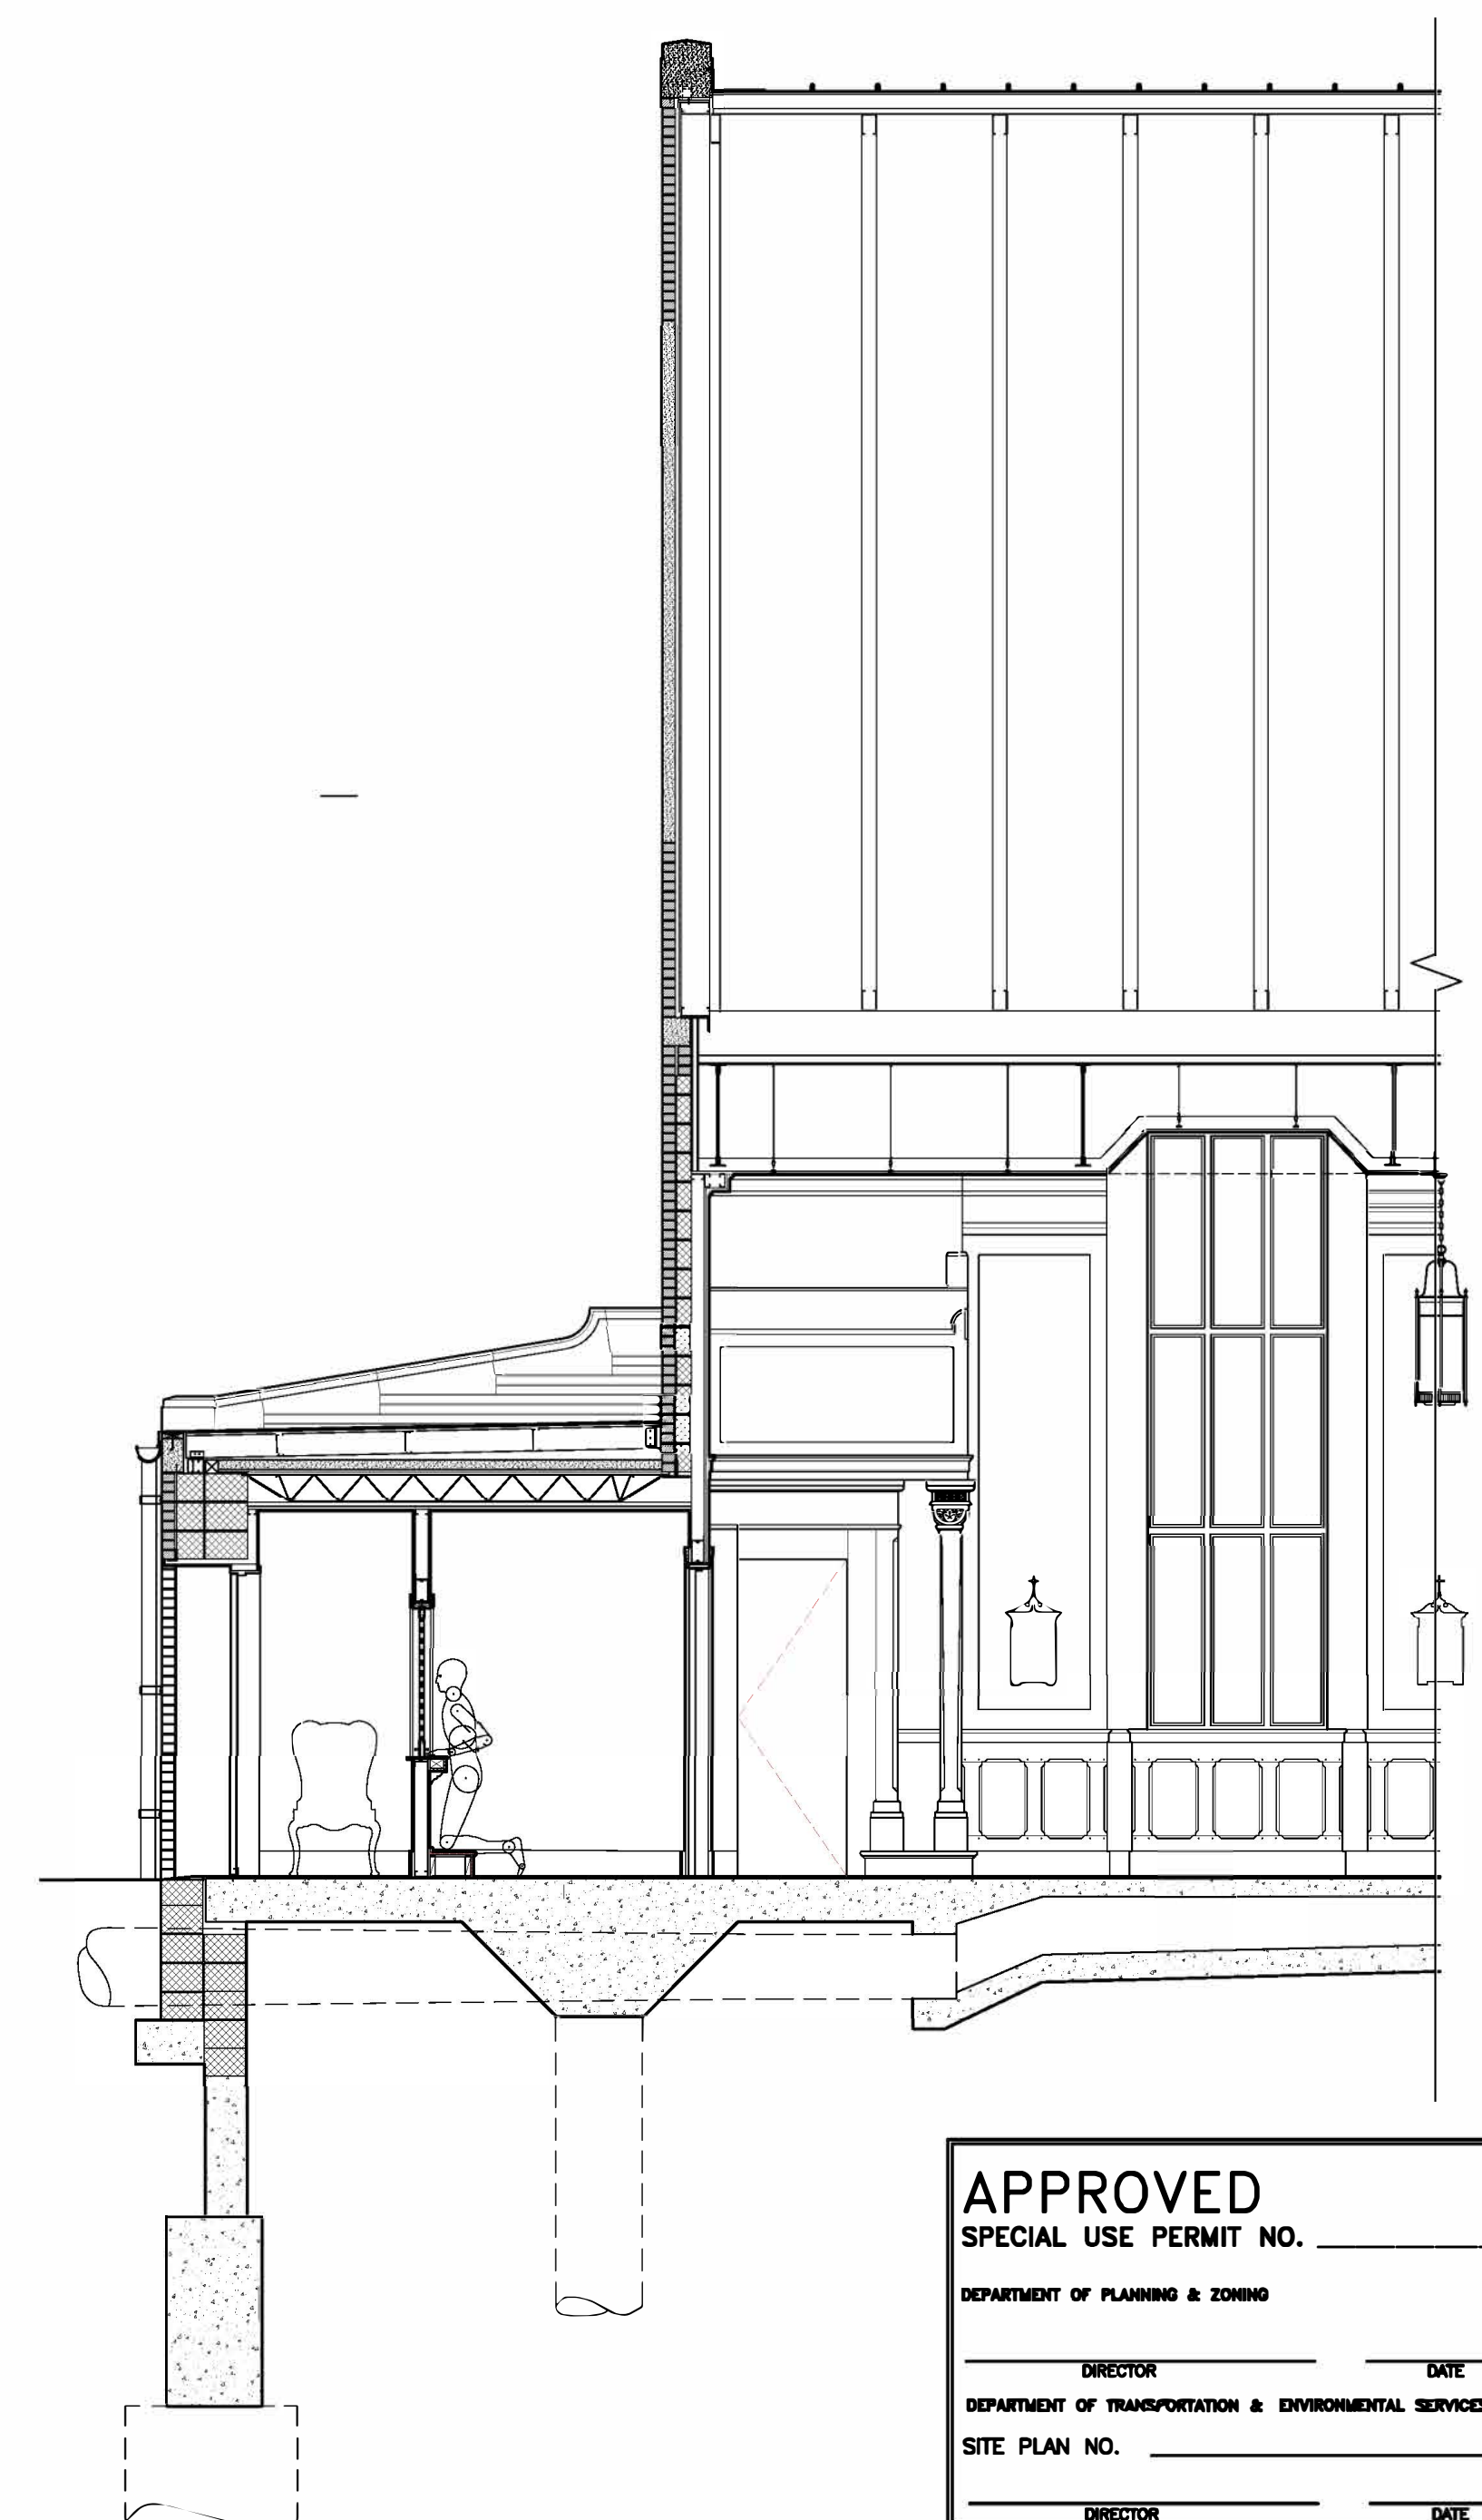 APPROVED
SPECIAL USE PERMIT NO.
DEPARTMENT OF PLANNING & ZONING
DIRECTOR DATE
DEPARTMENT OF TRANSPORTATION & ENVIRONMENTAL SERVICES
SITE PLAN NO.
DIRECTOR DATE